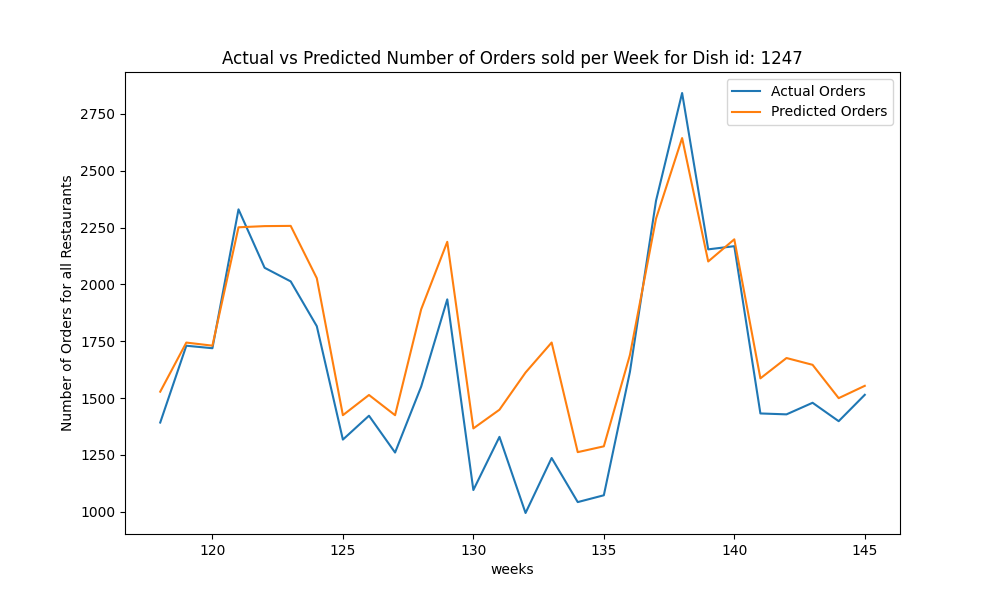 Actual vs Predicted Number of Orders sold per Week for Dish id: 1247
Actual Orders
Predicted Orders
Number of Orders for all Restaurants
2750
2500
2250
2000
1750
1500
1250
1000
120 125 130 135 140 145
weeks